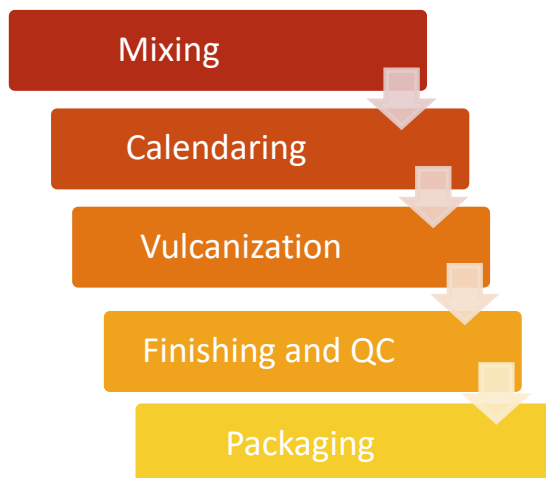 Mixing
Calendaring
Vulcanization
Finishing and QC
Packaging